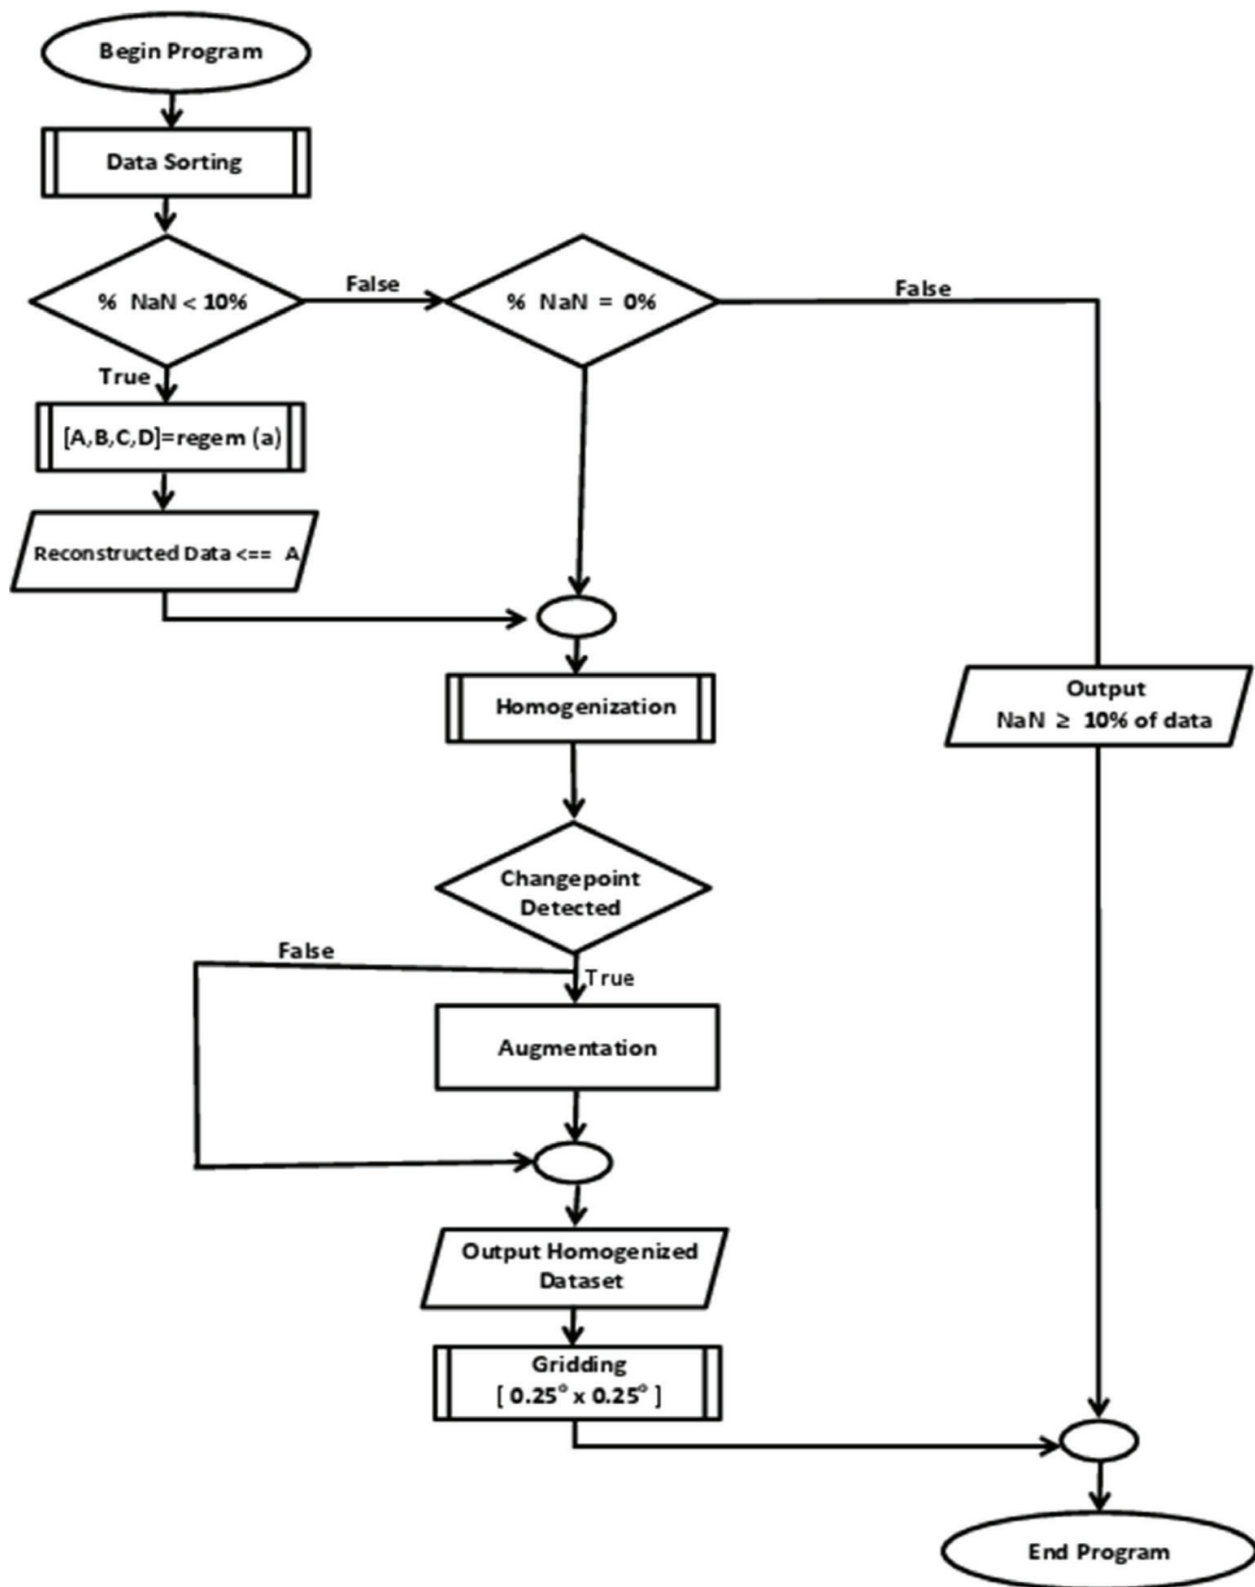 Begin Program
Data Sorting
% NaN < 10%
False
% NaN = 0%
False
True
[A,B,C,D]=regem (a)
Reconstructed Data <== A
Homogenization
Output
NaN ≥ 10% of data
Changepoint
Detected
False
True
Augmentation
Output Homogenized
Dataset
Gridding
[ 0.25° x 0.25° ]
End Program